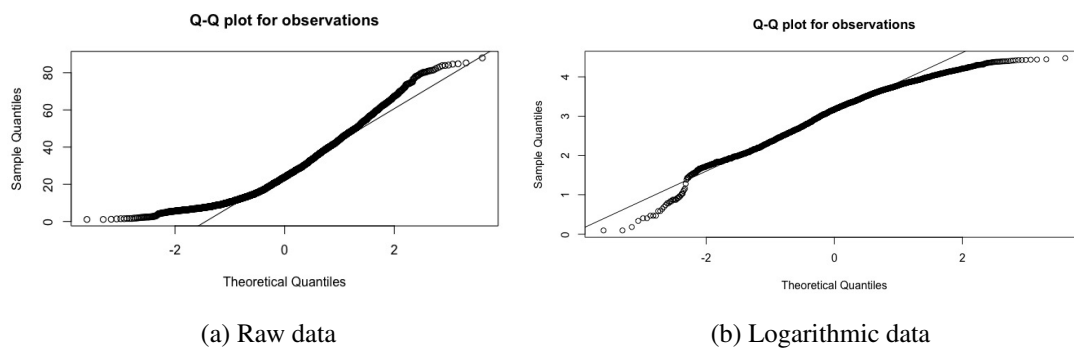 Q-Q plot for observations
Sample Quantiles
80
60
40
20
0
-2
0
2
Theoretical Quantiles
(a) Raw data
Q-Q plot for observations
Sample Quantiles
4
3
2
1
0
-2
0
2
Theoretical Quantiles
(b) Logarithmic data